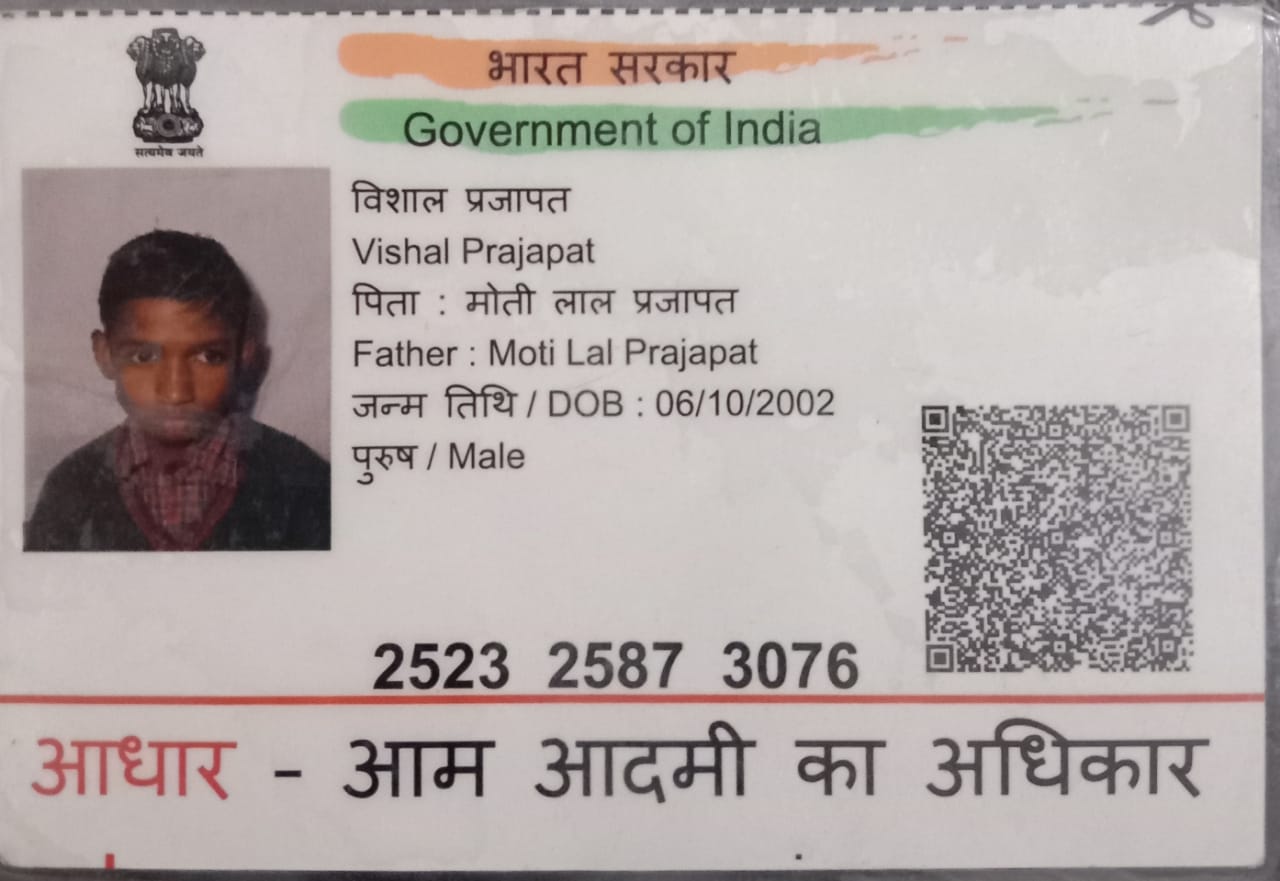 भारत सरकार
Government of India
सत्यमेव जयते
विशाल प्रजापत
Vishal Prajapat
पिता : मोती लाल प्रजापत
Father : Moti Lal Prajapat
जन्म तिथि / DOB : 06/10/2002
पुरुष / Male
2523 2587 3076
आधार - आम आदमी का अधिकार